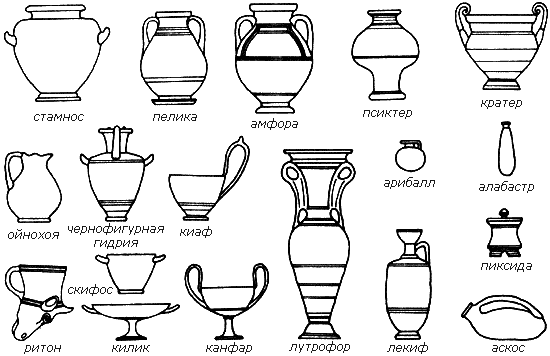 стамнос
пелика
амфора
псиктер
кратер
ойнохоя
чернофигурная
гидрия
киаф
арибалл
алабастр
пиксида
скифос
ритон
килик
канфар
лутрофор
лекиф
аскос